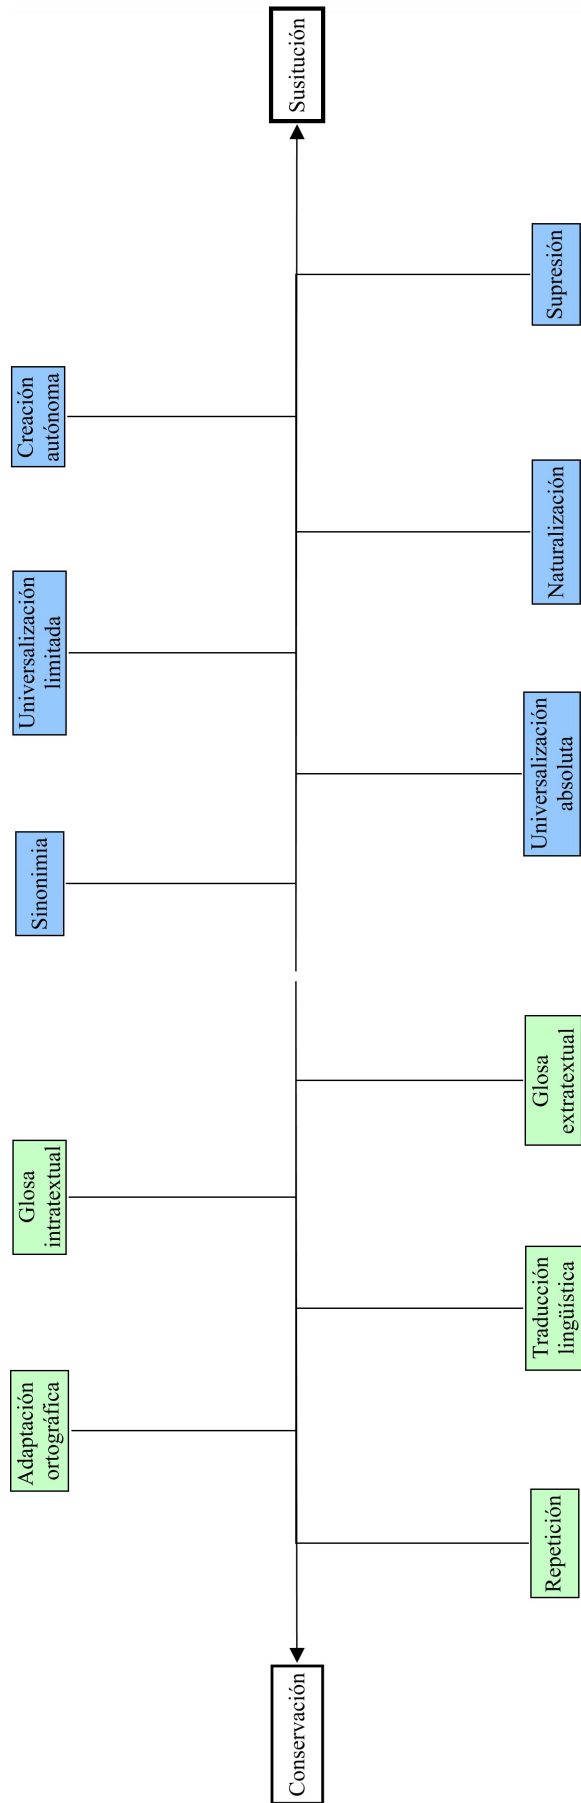 Adaptación
ortográfica
Glosa
intratextual
Sinonimia
Universalización
limitada
Creación
autónoma
Conservación
Susitución
Repetición
Traducción
lingüística
Glosa
extratextual
Universalización
absoluta
Naturalización
Supresión